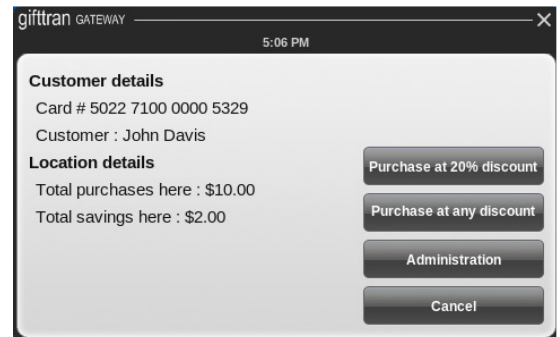 gifttran GATEWAY
5:06 PM
Customer details
Card # 5022 7100 0000 5329
Customer : John Davis
Location details
Total purchases here : $10.00
Total savings here : $2.00
Purchase at 20% discount
Purchase at any discount
Administration
Cancel